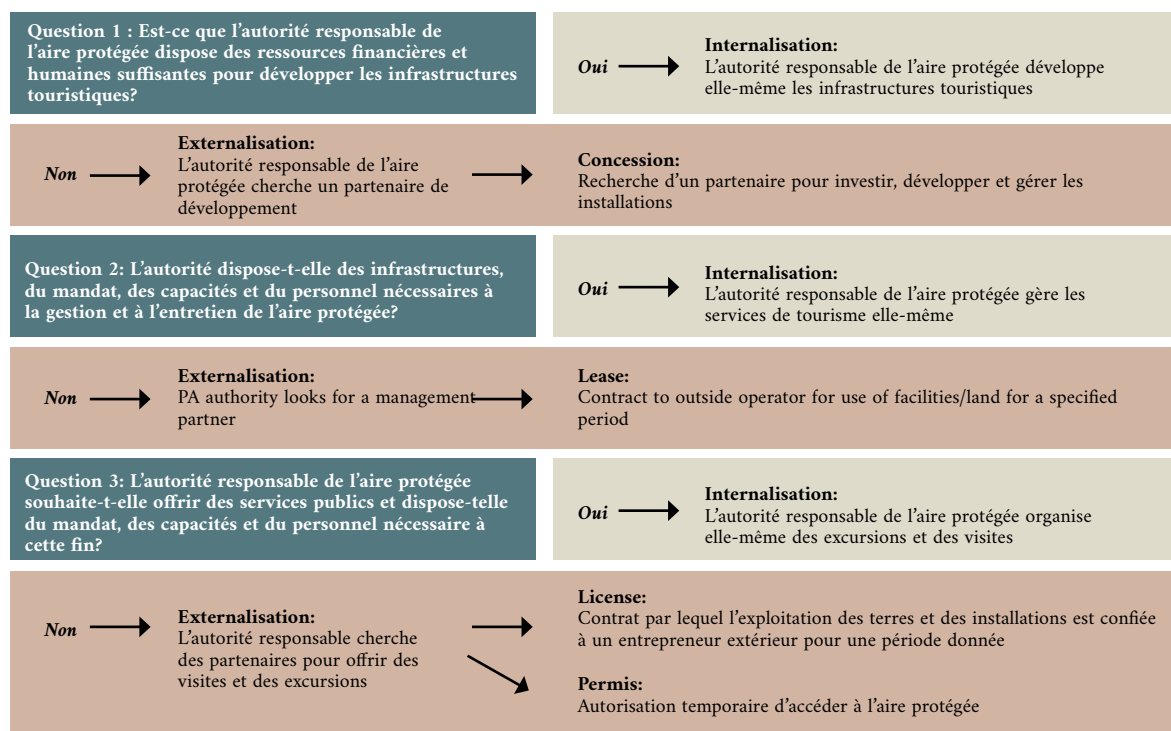 Question 1 : Est-ce que l’autorité responsable de
l’aire protégée dispose des ressources financières et
humaines suffisantes pour développer les infrastructures
touristiques?
Oui
Internalisation:
L’autorité responsable de l’aire protégée développe
elle-même les infrastructures touristiques
Non
Externalisation:
L’autorité responsable de l’aire
protégée cherche un partenaire de
développement
Concession:
Recherche d’un partenaire pour investir, développer et gérer les
installations
Question 2: L’autorité dispose-t-elle des infrastructures,
du mandat, des capacités et du personnel nécessaires à
la gestion et à l’entretien de l’aire protégée?
Oui
Internalisation:
L’autorité responsable de l’aire protégée gère les
services de tourisme elle-même
Non
Externalisation:
PA authority looks for a management
partner
Lease:
Contract to outside operator for use of facilities/land for a specified
period
Question 3: L’autorité responsable de l’aire protégée
souhaite-t-elle offrir des services publics et dispose-telle
du mandat, des capacités et du personnel nécessaire à
cette fin?
Oui
Internalisation:
L’autorité responsable de l’aire protégée organise
elle-même des excursions et des visites
Non
Externalisation:
L’autorité responsable cherche
des partenaires pour offrir des
visites et des excursions
License:
Contrat par lequel l’exploitation des terres et des installations est confiée
à un entrepreneur extérieur pour une période donnée
Permis:
Autorisation temporaire d’accéder à l’aire protégée